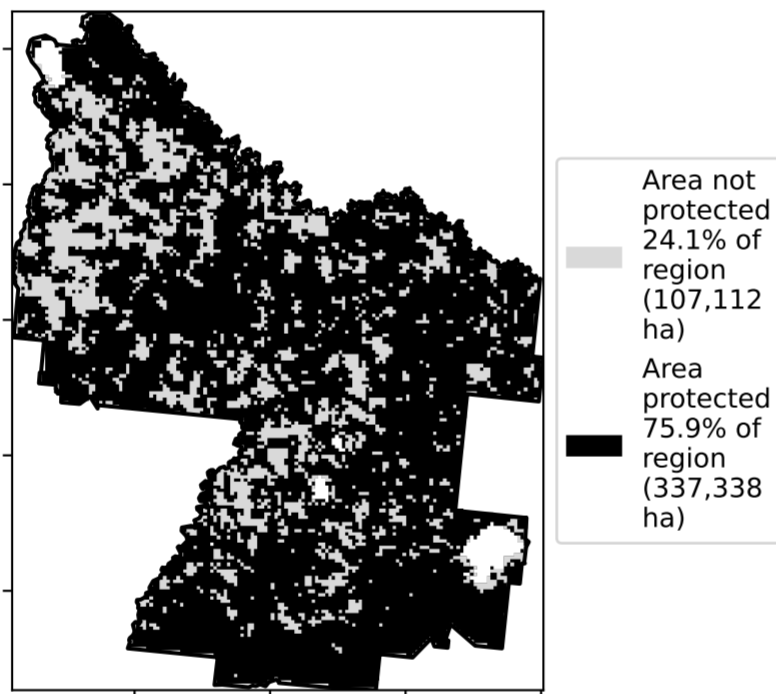 Area not
protected
24.1% of
region
(107,112
ha)
Area
protected
75.9% of
region
(337,338
ha)